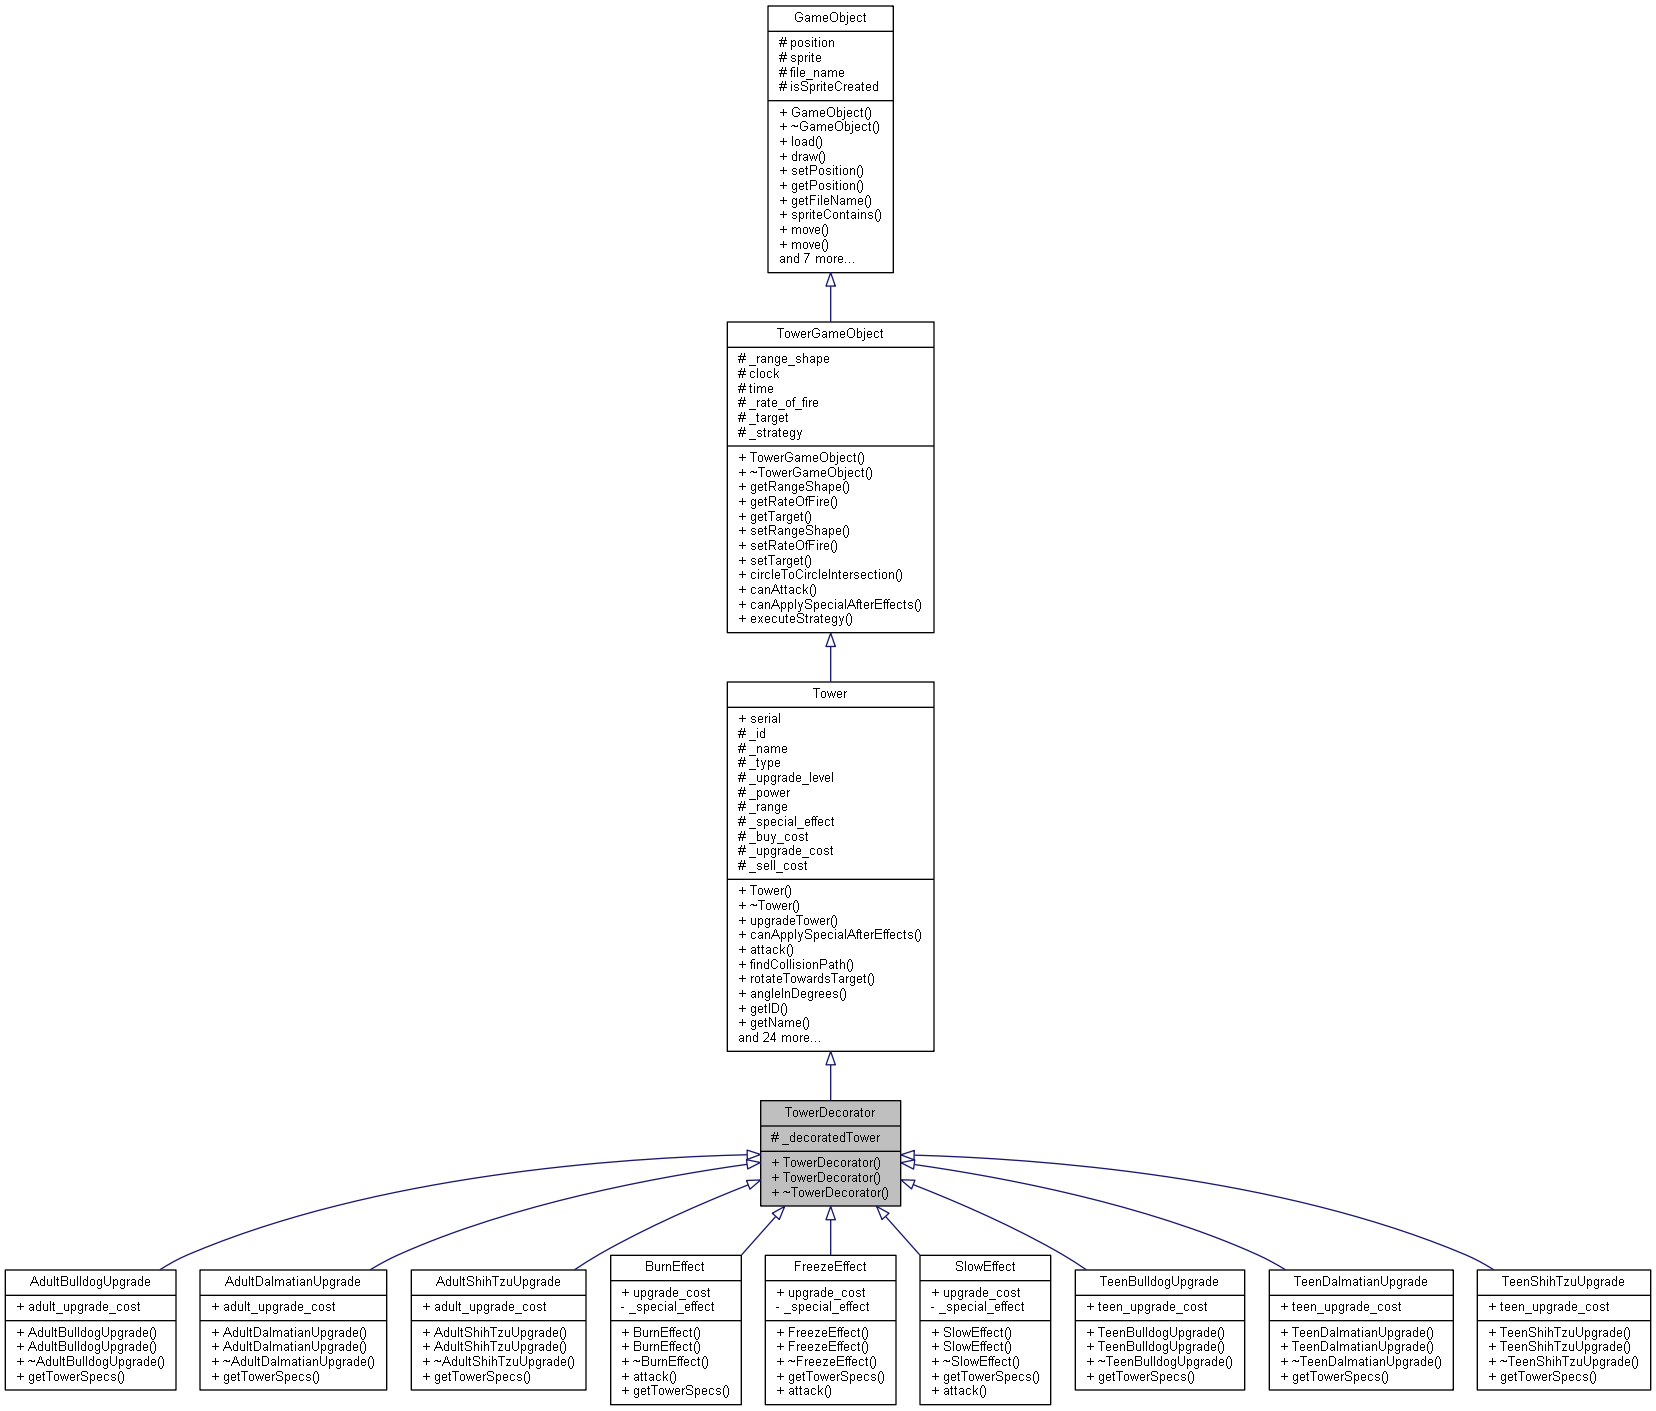 GameObject
# position
# sprite
# file_name
# isSpriteCreated
+ GameObject()
+ ~GameObject()
+ load()
+ draw()
+ setPosition()
+ getPosition()
+ getFileName()
+ spriteContains()
+ move()
+ move()
and 7 more...
TowerGameObject
# _range_shape
# clock
# time
# _rate_of_fire
# _target
# _strategy
+ TowerGameObject()
+ ~TowerGameObject()
+ getRangeShape()
+ getRateOfFire()
+ getTarget()
+ setRangeShape()
+ setRateOfFire()
+ setTarget()
+ circleToCircleIntersection()
+ canAttack()
+ canApplySpecialAfterEffects()
+ executeStrategy()
Tower
+ serial
# _id
# _name
# _type
# _upgrade_level
# _power
# _range
# _special_effect
# _buy_cost
# _upgrade_cost
# _sell_cost
+ Tower()
+ ~Tower()
+ upgradeTower()
+ canApplySpecialAfterEffects()
+ attack()
+ findCollisionPath()
+ rotateTowardsTarget()
+ angleInDegrees()
+ getID()
+ getName()
and 24 more...
TowerDecorator
# _decoratedTower
+ TowerDecorator()
+ TowerDecorator()
+ ~TowerDecorator()
AdultBulldogUpgrade
+ adult_upgrade_cost
+ AdultBulldogUpgrade()
+ AdultBulldogUpgrade()
+ ~AdultBulldogUpgrade()
+ getTowerSpecs()
AdultDalmatianUpgrade
+ adult_upgrade_cost
+ AdultDalmatianUpgrade()
+ AdultDalmatianUpgrade()
+ ~AdultDalmatianUpgrade()
+ getTowerSpecs()
AdultShihTzuUpgrade
+ adult_upgrade_cost
+ AdultShihTzuUpgrade()
+ AdultShihTzuUpgrade()
+ ~AdultShihTzuUpgrade()
+ getTowerSpecs()
BurnEffect
+ upgrade_cost
- _special_effect
+ BurnEffect()
+ BurnEffect()
+ ~BurnEffect()
+ attack()
+ getTowerSpecs()
FreezeEffect
+ upgrade_cost
- _special_effect
+ FreezeEffect()
+ FreezeEffect()
+ ~FreezeEffect()
+ getTowerSpecs()
+ attack()
SlowEffect
+ upgrade_cost
- _special_effect
+ SlowEffect()
+ SlowEffect()
+ ~SlowEffect()
+ getTowerSpecs()
+ attack()
TeenBulldogUpgrade
+ teen_upgrade_cost
+ TeenBulldogUpgrade()
+ TeenBulldogUpgrade()
+ ~TeenBulldogUpgrade()
+ getTowerSpecs()
TeenDalmatianUpgrade
+ teen_upgrade_cost
+ TeenDalmatianUpgrade()
+ TeenDalmatianUpgrade()
+ ~TeenDalmatianUpgrade()
+ getTowerSpecs()
TeenShihTzuUpgrade
+ teen_upgrade_cost
+ TeenShihTzuUpgrade()
+ TeenShihTzuUpgrade()
+ ~TeenShihTzuUpgrade()
+ getTowerSpecs()